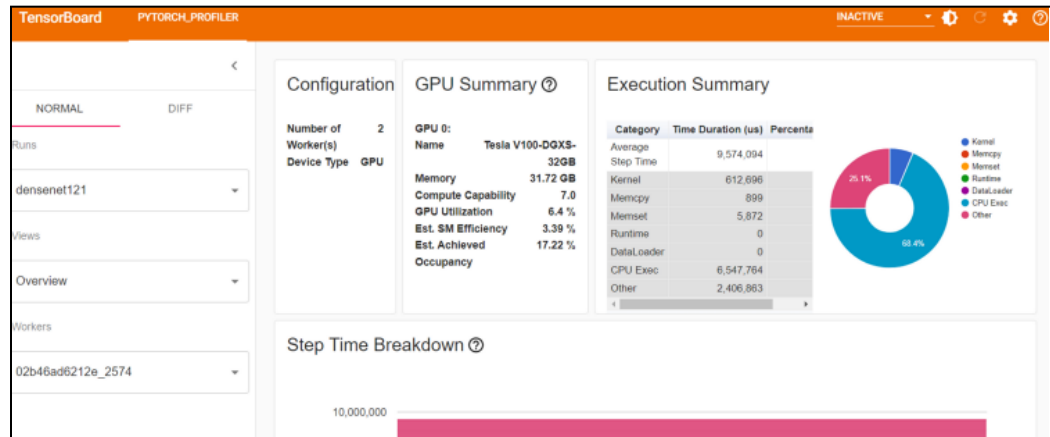 TensorBoard PYTORCH_PROFILER INACTIVE
NORMAL DIFF
Runs
densenet121
Views
Overview
Workers
02b46ad6212e_2574
Configuration
Number of 2
Worker(s)
Device Type GPU
GPU Summary
GPU 0:
Name Tesla V100-DGXS-
32GB
Memory 31.72 GB
Compute Capability 7.0
GPU Utilization 6.4 %
Est. SM Efficiency 3.39 %
Est. Achieved 17.22 %
Occupancy
Execution Summary
Category Time Duration (us) Percenta
Average
Step Time 9,574,094
Kernel 612,696
Memcpy 899
Memset 5,872
Runtime 0
DataLoader 0
CPU Exec 6,547,764
Other 2,406,863
25.1%
68.4%
Kernel
Memcpy
Memset
Runtime
DataLoader
CPU Exec
Other
Step Time Breakdown
10,000,000